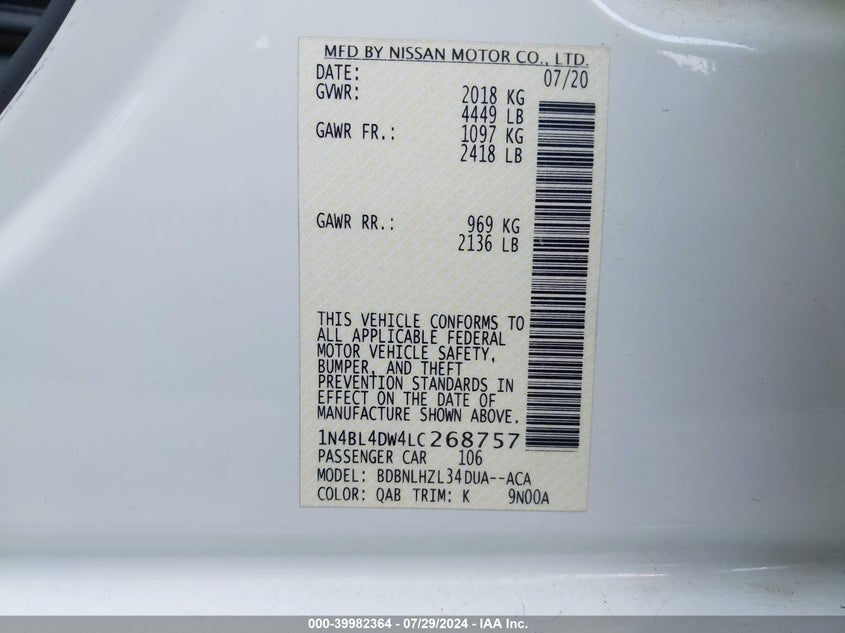 MFD BY NISSAN MOTOR CO., LTD.
DATE: 07/20
GVWR: 2018 KG
4449 LB
GAWR FR.: 1097 KG
2418 LB
GAWR RR.: 969 KG
2136 LB
THIS VEHICLE CONFORMS TO
ALL APPLICABLE FEDERAL
MOTOR VEHICLE SAFETY,
BUMPER, AND THEFT
PREVENTION STANDARDS IN
EFFECT ON THE DATE OF
MANUFACTURE SHOWN ABOVE.
1N4BL4DW4LC268757
PASSENGER CAR 106
MODEL: BDBNLHZL34DUA--ACA
COLOR: QAB TRIM: K 9N00A
000-39982364 / 07/29/2024 - IAA Inc.